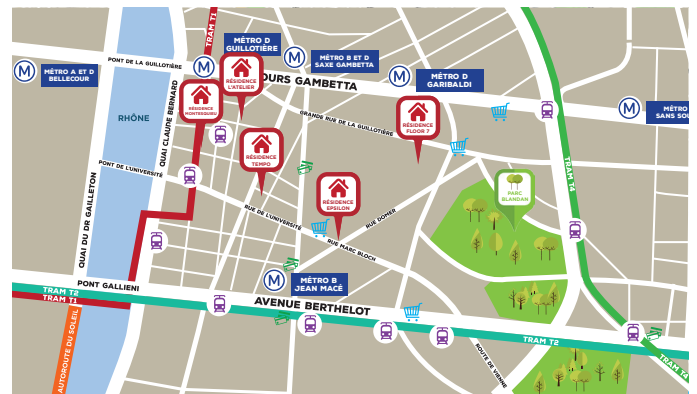 TRAM T1
MÉTRO D
GUILLOTIÈRE
PONT DE LA GUILLOTIÈRE
M
MÉTRO A ET D
BELLECOUR
M
M
MÉTRO B ET D
SAXE GAMBETTA
M
MÉTRO D
GARIBALDI
OURS GAMBETTA
RÉSIDENCE
L'ATELIER
RÉSIDENCE
QUAI CLAUDE BERNARD
RHÔNE
GRANDE RUE DE LA GUILLOTIÈRE
RÉSIDENCE
FLOOR 7
M
MÉTRO
SANS SOU
RÉSIDENCE
TEMPO
PONT DE L'UNIVERSITÉ
TRAM T4
QUAI DU DR GAILLETON
RÉSIDENCE
EPSILON
PARC
BLANDAN
RUE DE L'UNIVERSITÉ
RUE DOMER
RUE MARC BLOCH
PONT GALLIENI
M
MÉTRO B
JEAN MACÉ
TRAM T2
TRAM T1
AVENUE BERTHELOT
AUTOROUTE DU SOLEIL
TRAM T2
ROUTE DE VIENNE
TRAM T4